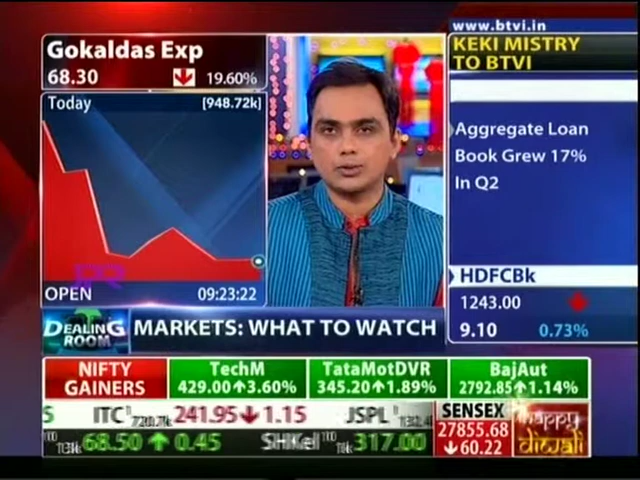 www.btvi.in
Gokaldas Exp
68.30 19.60%
Today [948.72k]
OPEN 09:23:22
KEKI MISTRY
TO BTVI
Aggregate Loan
Book Grew 17%
In Q2
HDFCBk
1243.00
9.10 0.73%
DEALING
ROOM
MARKETS: WHAT TO WATCH
NIFTY
GAINERS
TechM
429.00↑3.60%
TataMotDVR
345.20↑1.89%
BajAut
2792.85↑1.14%
S ITC 241.95↓1.15 JSPL
68.50↑0.45 317.00
SENSEX
27855.68
↓60.22
happy
diwali